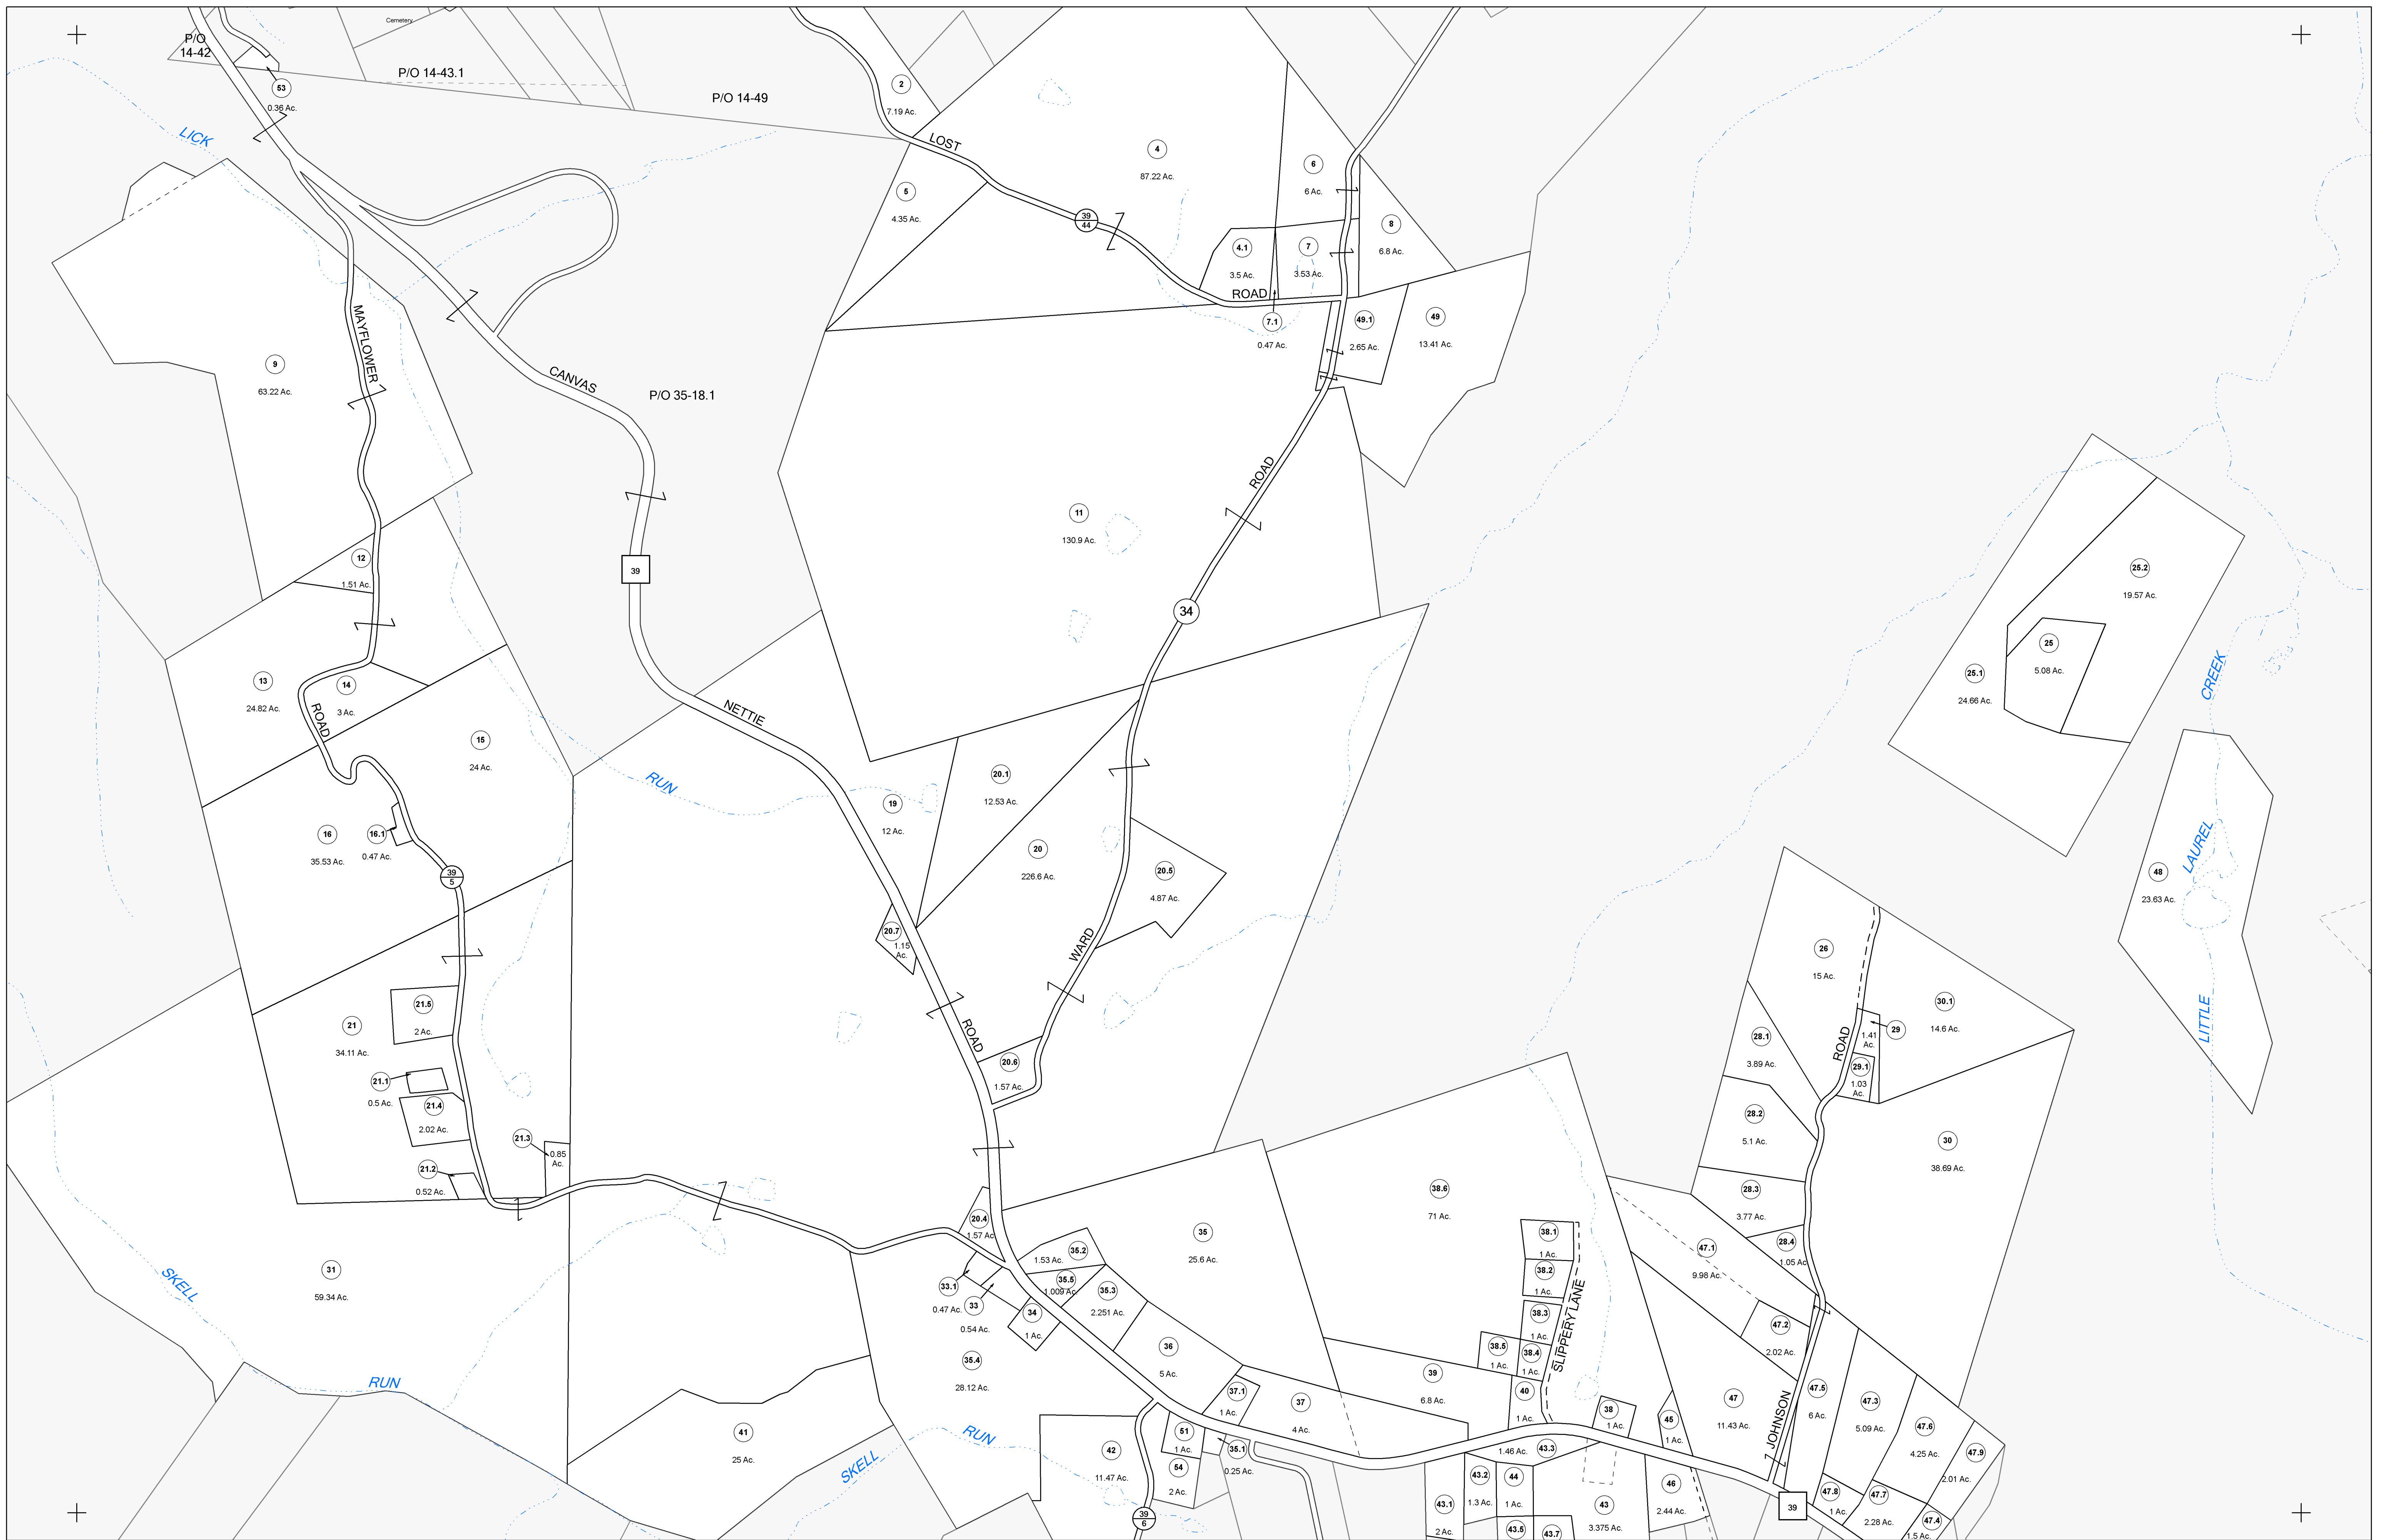 Cemetery
P/O
14-42
P/O 14-43.1
P/O 14-49
53
0.36 Ac.
2
7.19 Ac.
LICK
LOST
4
87.22 Ac.
6
6 Ac.
5
4.35 Ac.
39
44
8
6.8 Ac.
4.1
3.5 Ac.
7
3.53 Ac.
ROAD
7.1
0.47 Ac.
49.1
2.65 Ac.
49
13.41 Ac.
MAYFLOWER
9
63.22 Ac.
CANVAS
P/O 35-18.1
ROAD
11
130.9 Ac.
12
1.51 Ac.
39
34
25.2
19.57 Ac.
25
5.08 Ac.
25.1
24.66 Ac.
CREEK
13
24.82 Ac.
14
3 Ac.
ROAD
NETTIE
15
24 Ac.
RUN
20.1
12.53 Ac.
19
12 Ac.
16
35.53 Ac.
16.1
0.47 Ac.
39
5
20
226.6 Ac.
20.5
4.87 Ac.
LAUREL
48
23.63 Ac.
20.7
1.15
Ac.
WARD
26
15 Ac.
21.5
2 Ac.
21
34.11 Ac.
30.1
14.6 Ac.
LITTLE
29
1.41
Ac.
ROAD
28.1
3.89 Ac.
ROAD
20.6
1.57 Ac.
29.1
1.03
Ac.
21.1
0.5 Ac.
21.4
2.02 Ac.
28.2
5.1 Ac.
21.3
0.85
Ac.
30
38.69 Ac.
21.2
0.52 Ac.
38.6
71 Ac.
28.3
3.77 Ac.
20.4
1.57 Ac
35
25.6 Ac.
38.1
1 Ac.
28.4
1.05 Ac
47.1
9.98 Ac.
35.2
1.53 Ac.
31
59.34 Ac.
SKELL
38.2
1 Ac.
33.1
0.47 Ac.
35.5
1.009 Ac
35.3
2.251 Ac.
33
0.54 Ac.
34
1 Ac.
38.3
1 Ac.
SLIPPERY LANE
47.2
2.02 Ac.
36
5 Ac.
38.5
1 Ac.
38.4
1 Ac.
35.4
28.12 Ac.
39
6.8 Ac.
RUN
37.1
1 Ac.
40
1 Ac.
47.5
6 Ac.
47
11.43 Ac.
37
4 Ac.
38
1 Ac.
47.3
5.09 Ac.
45
1 Ac.
JOHNSON
47.6
4.25 Ac.
41
25 Ac.
RUN
51
1 Ac.
42
11.47 Ac.
35.1
0.25 Ac.
43.3
1.46 Ac.
47.9
2.01 Ac.
SKELL
54
2 Ac.
43.2
1.3 Ac.
44
1 Ac.
46
2.44 Ac.
47.8
1 Ac.
47.7
2.28 Ac.
43.1
2 Ac.
43
3.375 Ac.
39
39
6
43.5
43.7
47.4
1.5 Ac.